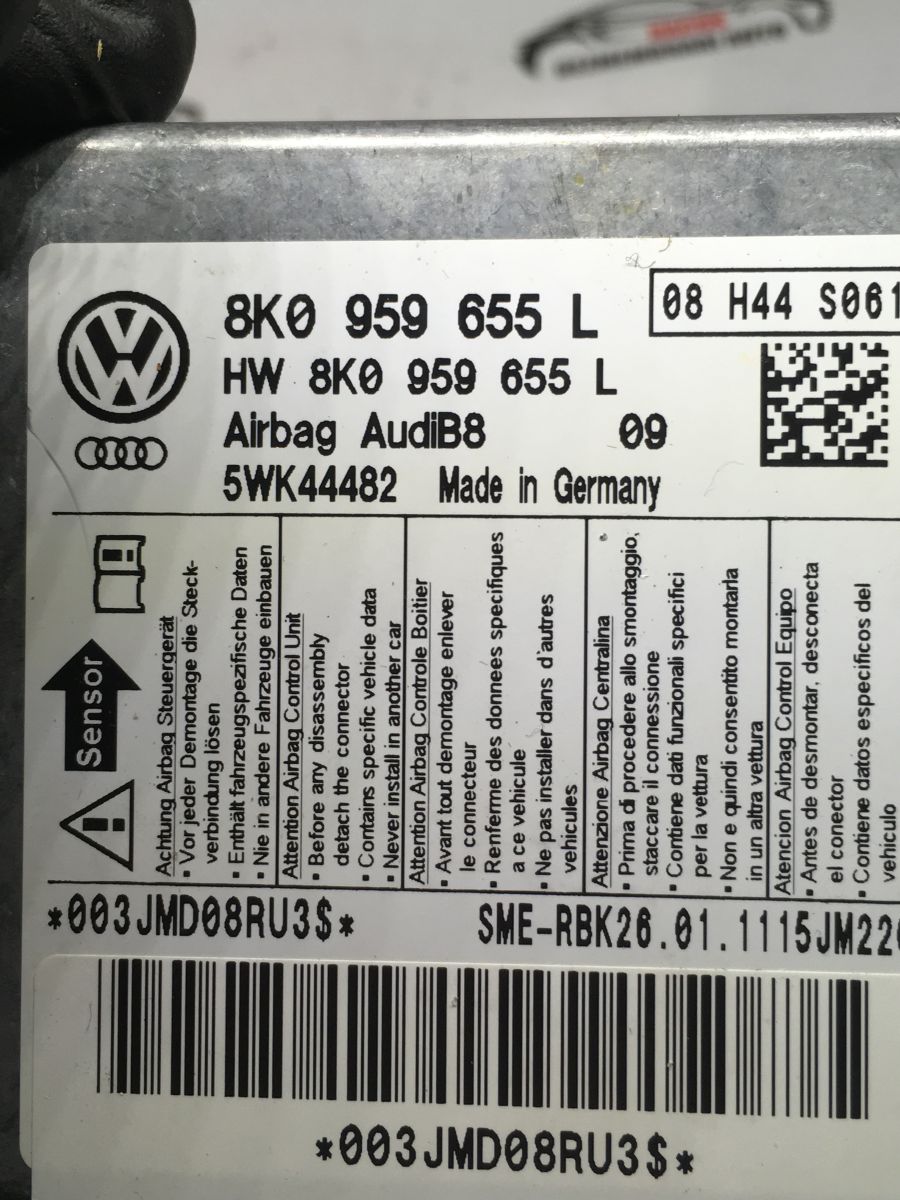 8K0 959 655 L
08 H44 S061
HW 8K0 959 655 L
Airbag AudiB8 09
5WK44482 Made in Germany
Sensor
Achtung Airbag Steuergerät
▪ Vor jeder Demontage die Steck-
verbindung lösen
▪ Enthält fahrzeugspezifische Daten
▪ Nie in andere Fahrzeuge einbauen
Attention Airbag Control Unit
▪ Before any disassembly
detach the connector
▪ Contains specific vehicle data
▪ Never install in another car
Attention Airbag Controle Boitier
▪ Avant tout demontage enlever
le connecteur
▪ Renferme des donnees specifiques
a ce vehicule
▪ Ne pas installer dans d'autres
vehicules
Attenzione Airbag Centralina
▪ Prima di procedere allo smontaggio,
staccare il connessione
▪ Contiene dati funzionali specifici
per la vettura
▪ Non e quindi consentito montarla
in un altra vettura
Atencion Airbag Control Equipo
▪ Antes de desmontar, desconecta
el conector
▪ Contiene datos especificos del
vehiculo
*003JMD08RU3$*
SME-RBK26.01.1115JM220
*003JMD08RU3$*